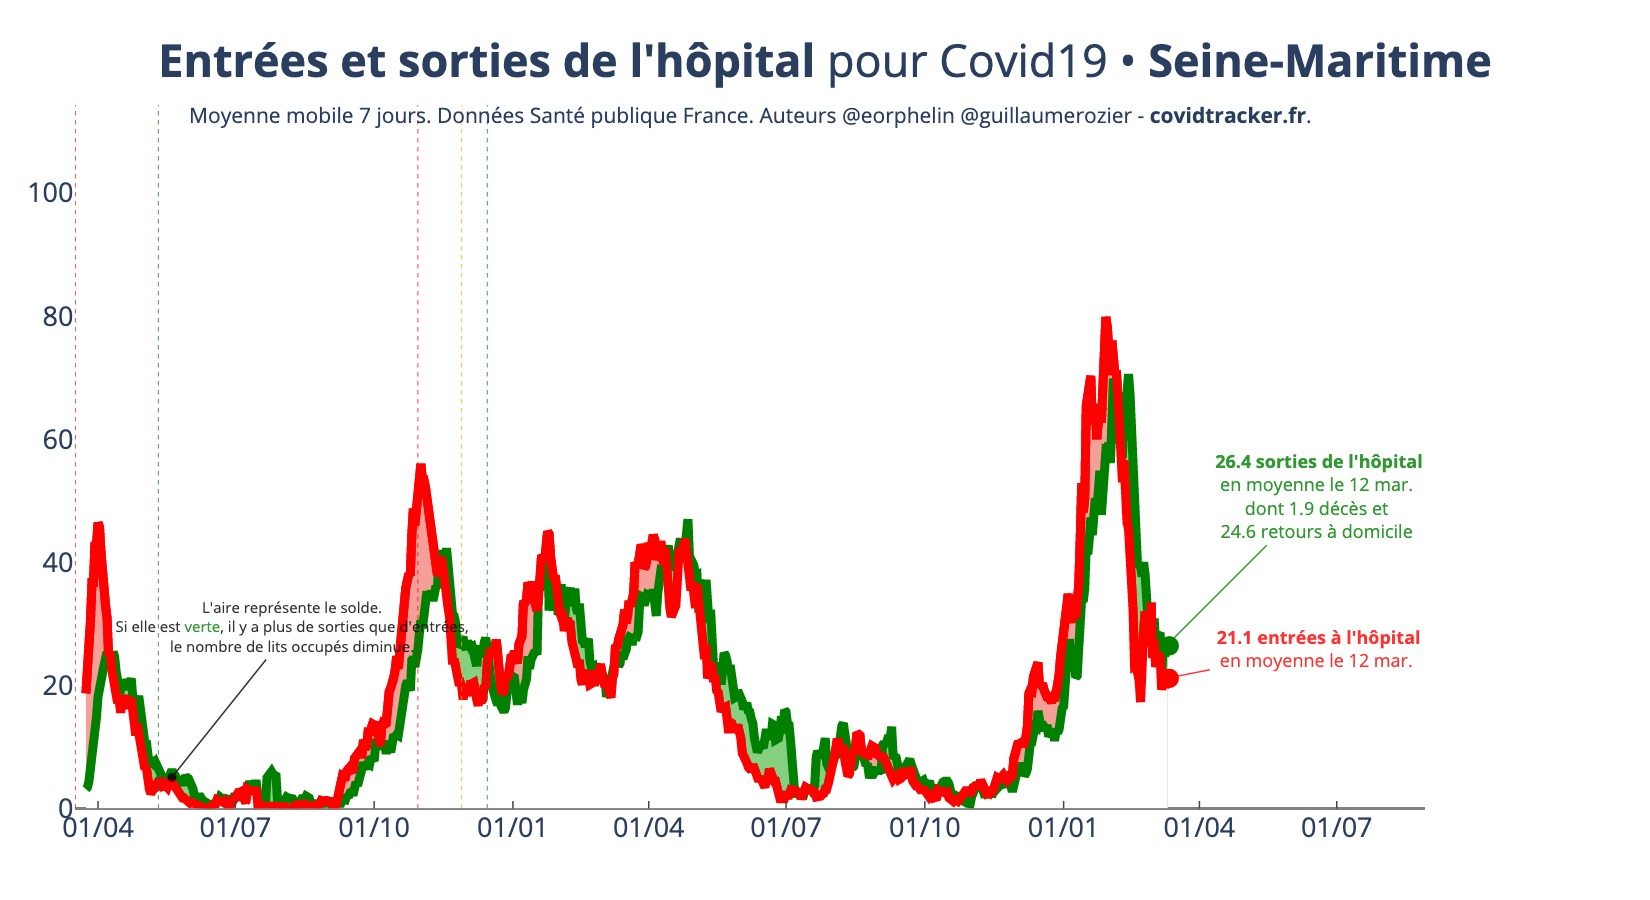 Entrées et sorties de l'hôpital pour Covid19 • Seine-Maritime
Moyenne mobile 7 jours. Données Santé publique France. Auteurs @eorphelin @guillaumerozier - covidtracker.fr.
100
80
60
40
20
0
26.4 sorties de l'hôpital
en moyenne le 12 mar.
dont 1.9 décès et
24.6 retours à domicile
L'aire représente le solde.
Si elle est verte, il y a plus de sorties que d'entrées,
le nombre de lits occupés diminue.
21.1 entrées à l'hôpital
en moyenne le 12 mar.
01/04 01/07 01/10 01/01 01/04 01/07 01/10 01/01 01/04 01/07